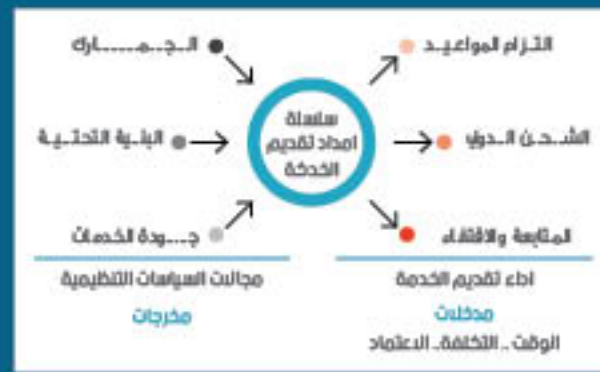 التزام المواعيد
الجمارك
سلسلة
امداد تقديم
الخدكة
الشحن الدولي
البنية التحتية
المتابعة والاقتفاء
جودة الخدمات
اداء تقديم الخدمة
مجالات السياسات التنظيمية
مدخلات
مخرجات
الوقت .. التكلفة.. الاعتماد